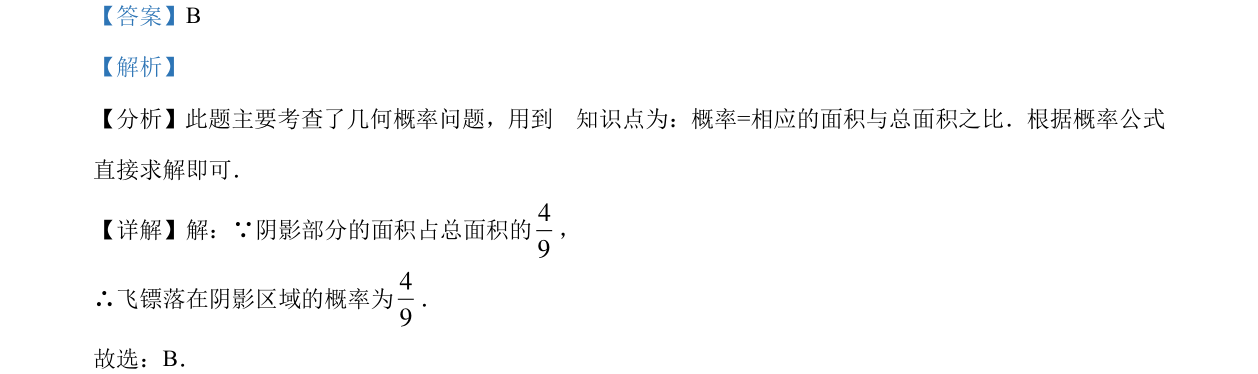 【答案】B
【解析】
【分析】此题主要考查了几何概率问题，用到 知识点为：概率=相应的面积与总面积之比．根据概率公式
直接求解即可．
【详解】解：∵阴影部分的面积占总面积的4/9，
∴飞镖落在阴影区域的概率为4/9．
故选：B．